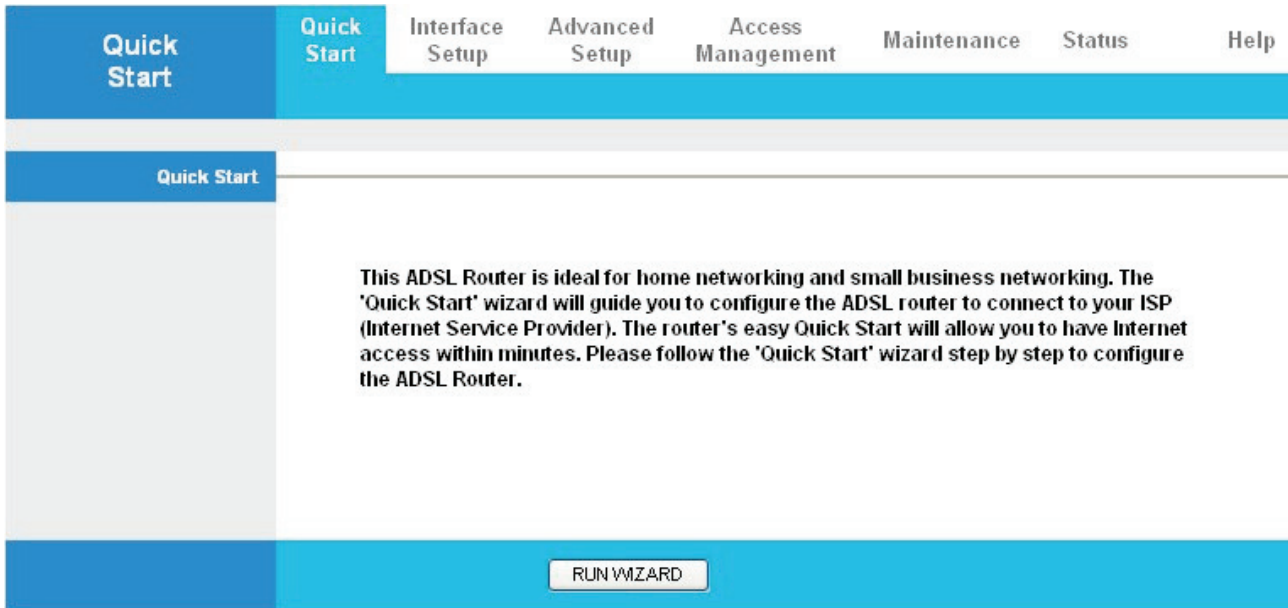 Quick
Start
Quick
Start
Interface
Setup
Advanced
Setup
Access
Management
Maintenance
Status
Help
Quick Start
This ADSL Router is ideal for home networking and small business networking. The
'Quick Start' wizard will guide you to configure the ADSL router to connect to your ISP
(Internet Service Provider). The router's easy Quick Start will allow you to have Internet
access within minutes. Please follow the 'Quick Start' wizard step by step to configure
the ADSL Router.
RUN WIZARD